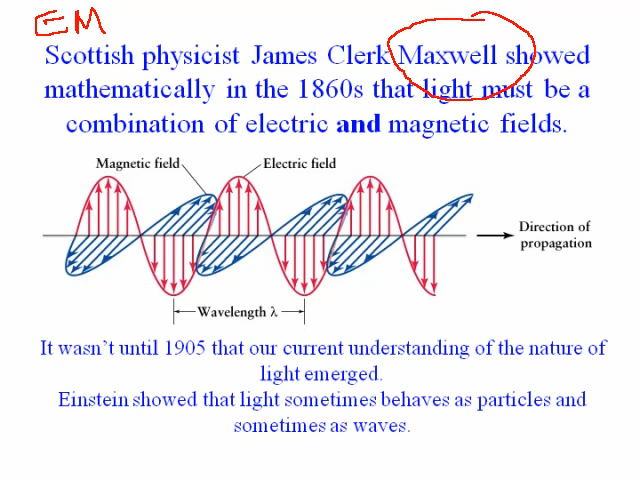 EM
Scottish physicist James Clerk Maxwell showed
mathematically in the 1860s that light must be a
combination of electric and magnetic fields.
Magnetic field
Electric field
Direction of
propagation
Wavelength λ
It wasn't until 1905 that our current understanding of the nature of
light emerged.
Einstein showed that light sometimes behaves as particles and
sometimes as waves.